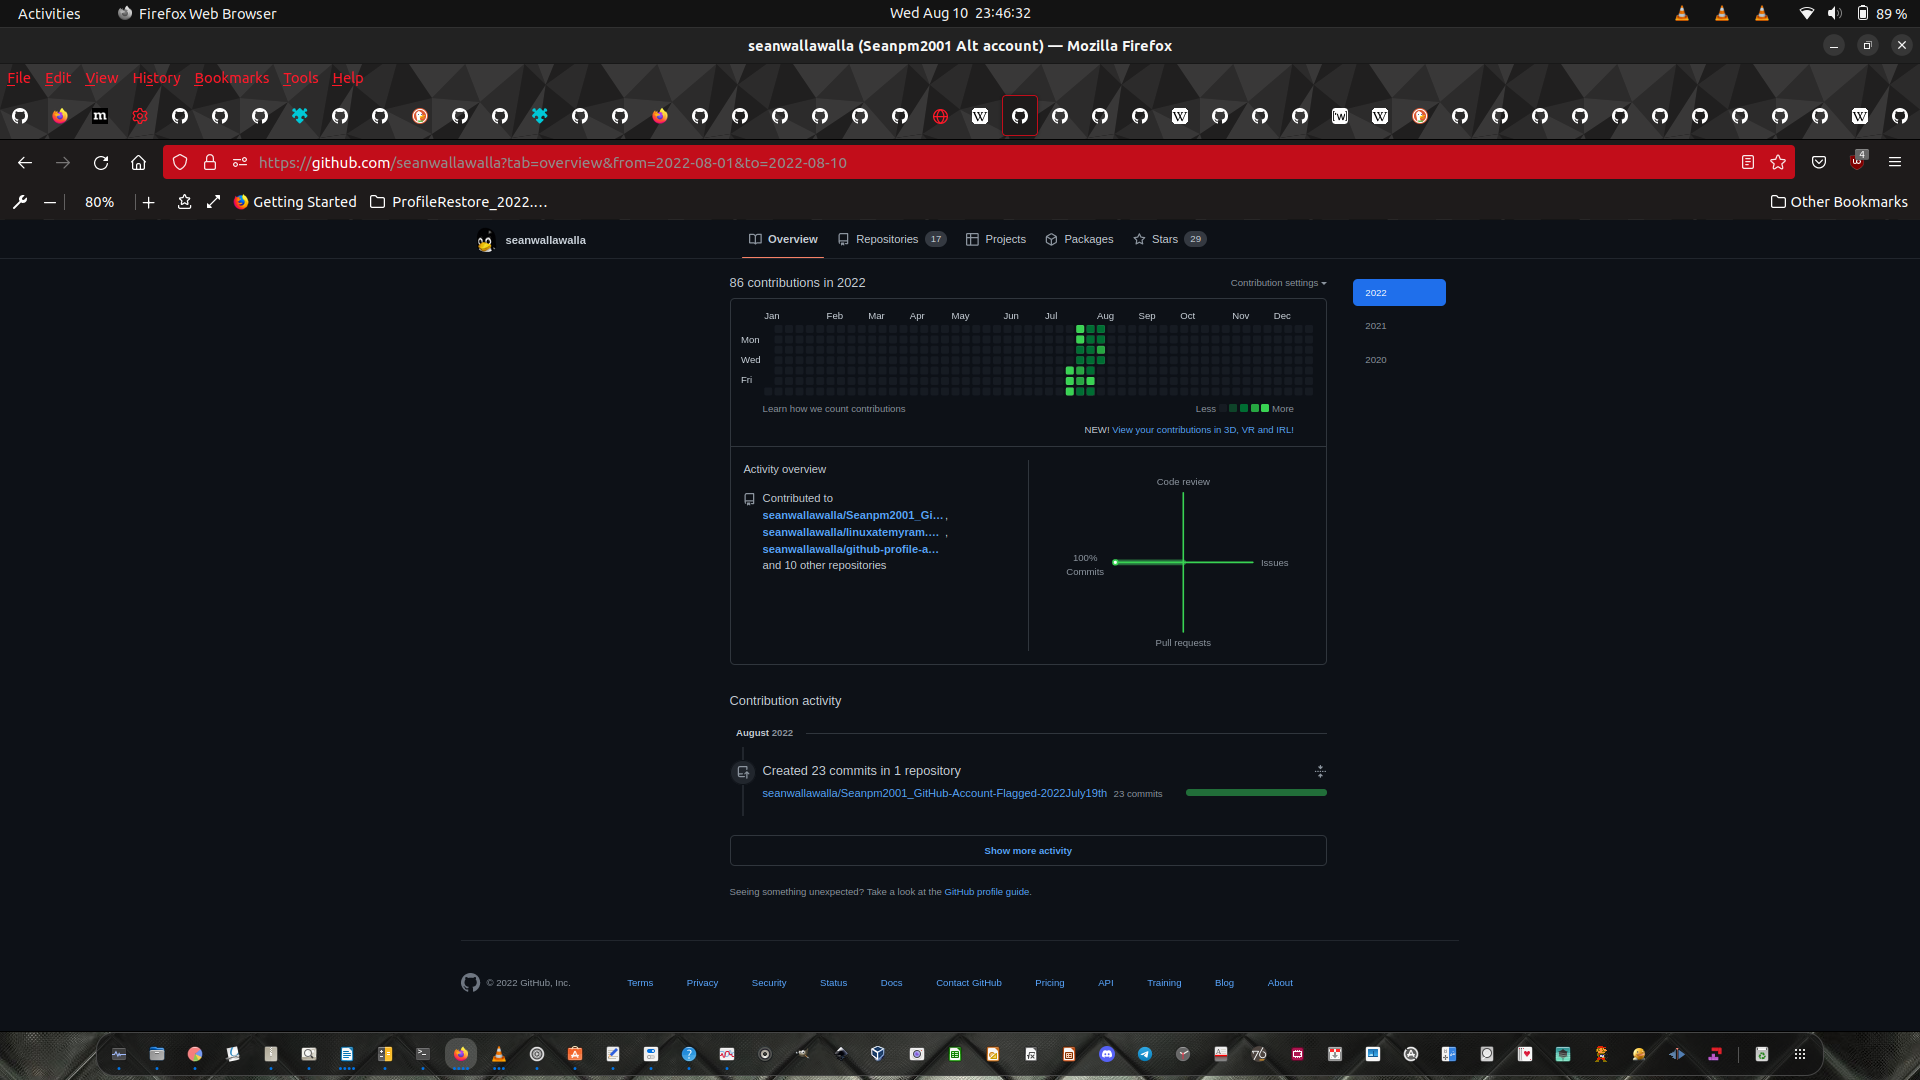 Activities
Firefox Web Browser
Wed Aug 10 23:46:32
89 %
seanwallawalla (Seanpm2001 Alt account) — Mozilla Firefox
File Edit View History Bookmarks Tools Help
https://github.com/seanwallawalla?tab=overview&from=2022-08-01&to=2022-08-10
4
80%
Getting Started
ProfileRestore_2022....
Other Bookmarks
seanwallawalla
Overview
Repositories 17
Projects
Packages
Stars 29
86 contributions in 2022
Contribution settings
2022
2021
2020
Jan Feb Mar Apr May Jun Jul Aug Sep Oct Nov Dec
Mon
Wed
Fri
Learn how we count contributions
Less More
NEW! View your contributions in 3D, VR and IRL!
Activity overview
Contributed to
seanwallawalla/Seanpm2001_Gi… ,
seanwallawalla/linuxatemyram.… ,
seanwallawalla/github-profile-a…
and 10 other repositories
Code review
100%
Commits
Issues
Pull requests
Contribution activity
August 2022
Created 23 commits in 1 repository
seanwallawalla/Seanpm2001_GitHub-Account-Flagged-2022July19th 23 commits
Show more activity
Seeing something unexpected? Take a look at the GitHub profile guide.
© 2022 GitHub, Inc.
Terms
Privacy
Security
Status
Docs
Contact GitHub
Pricing
API
Training
Blog
About